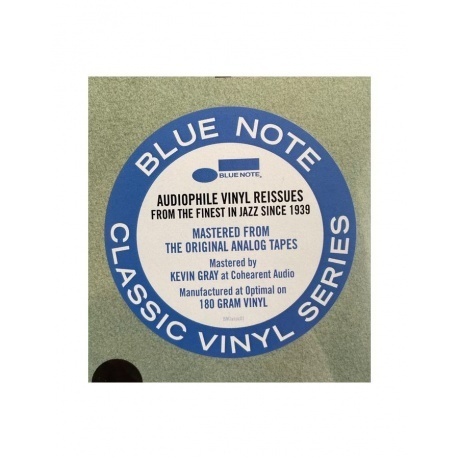 BLUE NOTE
BLUE NOTE
AUDIOPHILE VINYL REISSUES
FROM THE FINEST IN JAZZ SINCE 1939
MASTERED FROM
THE ORIGINAL ANALOG TAPES
Mastered by
KEVIN GRAY at Cohearent Audio
Manufactured at Optimal on
180 GRAM VINYL
CLASSIC VINYL SERIES